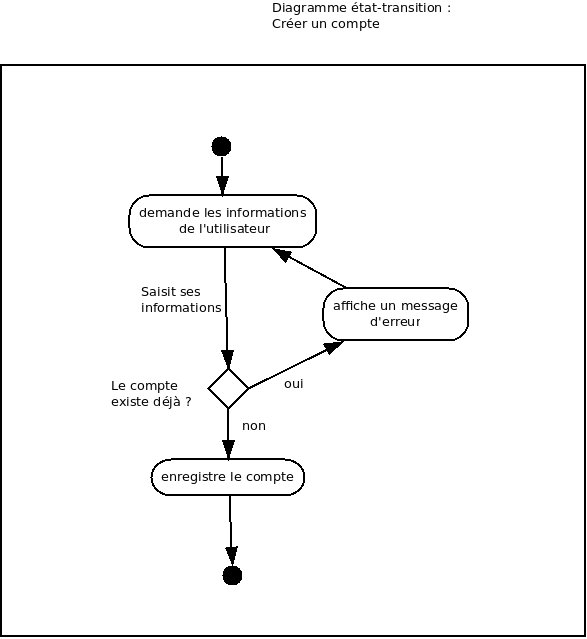 Diagramme état-transition :
Créer un compte
demande les informations
de l'utilisateur
Saisit ses
informations
affiche un message
d'erreur
Le compte
existe déjà ?
oui
non
enregistre le compte